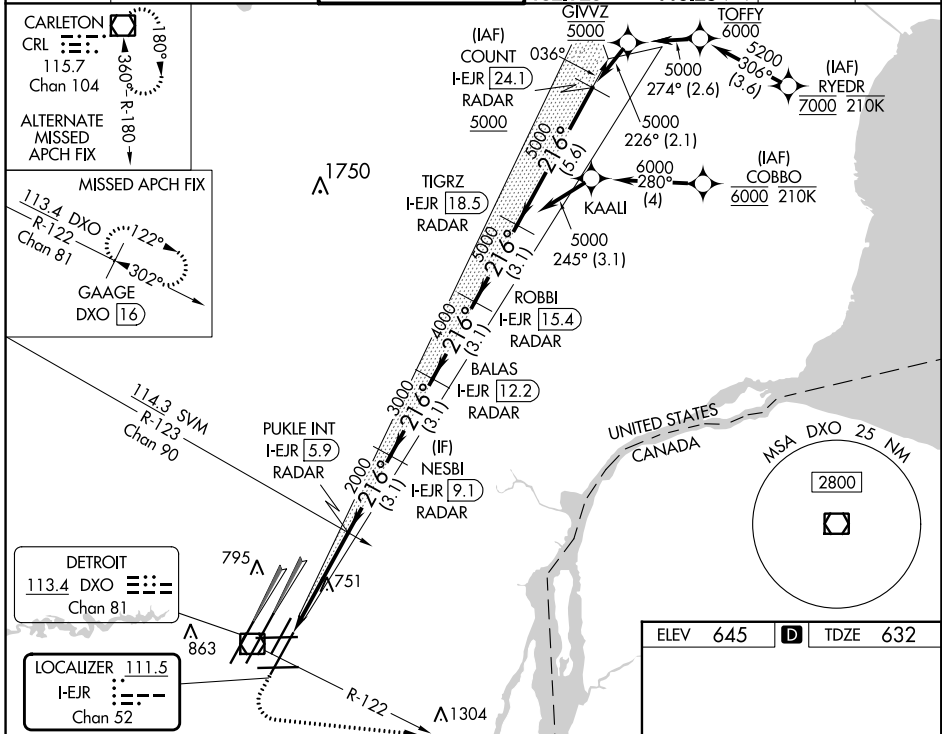 CARLETON
CRL
115.7
Chan 104
180°
360°
R-180
ALTERNATE
MISSED
APCH FIX
MISSED APCH FIX
113.4 DXO
R-122
Chan 81
122°
302°
GAAGE
DXO 16
1750
(IAF)
COUNT
I-EJR 24.1
RADAR
5000
036°
GIVVZ
5000
TOFFY
6000
5000
274° (2.6)
5200
306°
(3.6)
(IAF)
RYEDR
7000 210K
5000
226° (2.1)
5000
216°
(5.6)
(IAF)
COBBO
6000 210K
6000
280°
(4)
KAALI
5000
245° (3.1)
TIGRZ
I-EJR 18.5
RADAR
5000
216°
(3.1)
ROBBI
I-EJR 15.4
RADAR
4000
216°
(3.1)
BALAS
I-EJR 12.2
RADAR
3000
216°
(3.1)
(IF)
NESBI
I-EJR 9.1
RADAR
2000
216°
(3.1)
PUKLE INT
I-EJR 5.9
RADAR
114.3 SVM
R-123
Chan 90
UNITED STATES
CANADA
MSA DXO 25 NM
2800
795
751
863
1304
DETROIT
113.4 DXO
Chan 81
LOCALIZER 111.5
I-EJR
Chan 52
R-122
ELEV 645 D TDZE 632